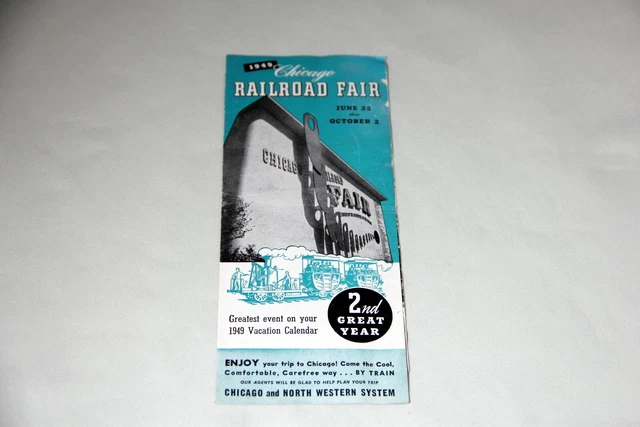 1949 Chicago
RAILROAD FAIR
JUNE 25
thru
OCTOBER 2
CHICAGO
FAIR
Greatest event on your
1949 Vacation Calendar
2nd
GREAT
YEAR
ENJOY your trip to Chicago! Come the Cool,
Comfortable, Carefree way . . . BY TRAIN
OUR AGENTS WILL BE GLAD TO HELP PLAN YOUR TRIP
CHICAGO and NORTH WESTERN SYSTEM